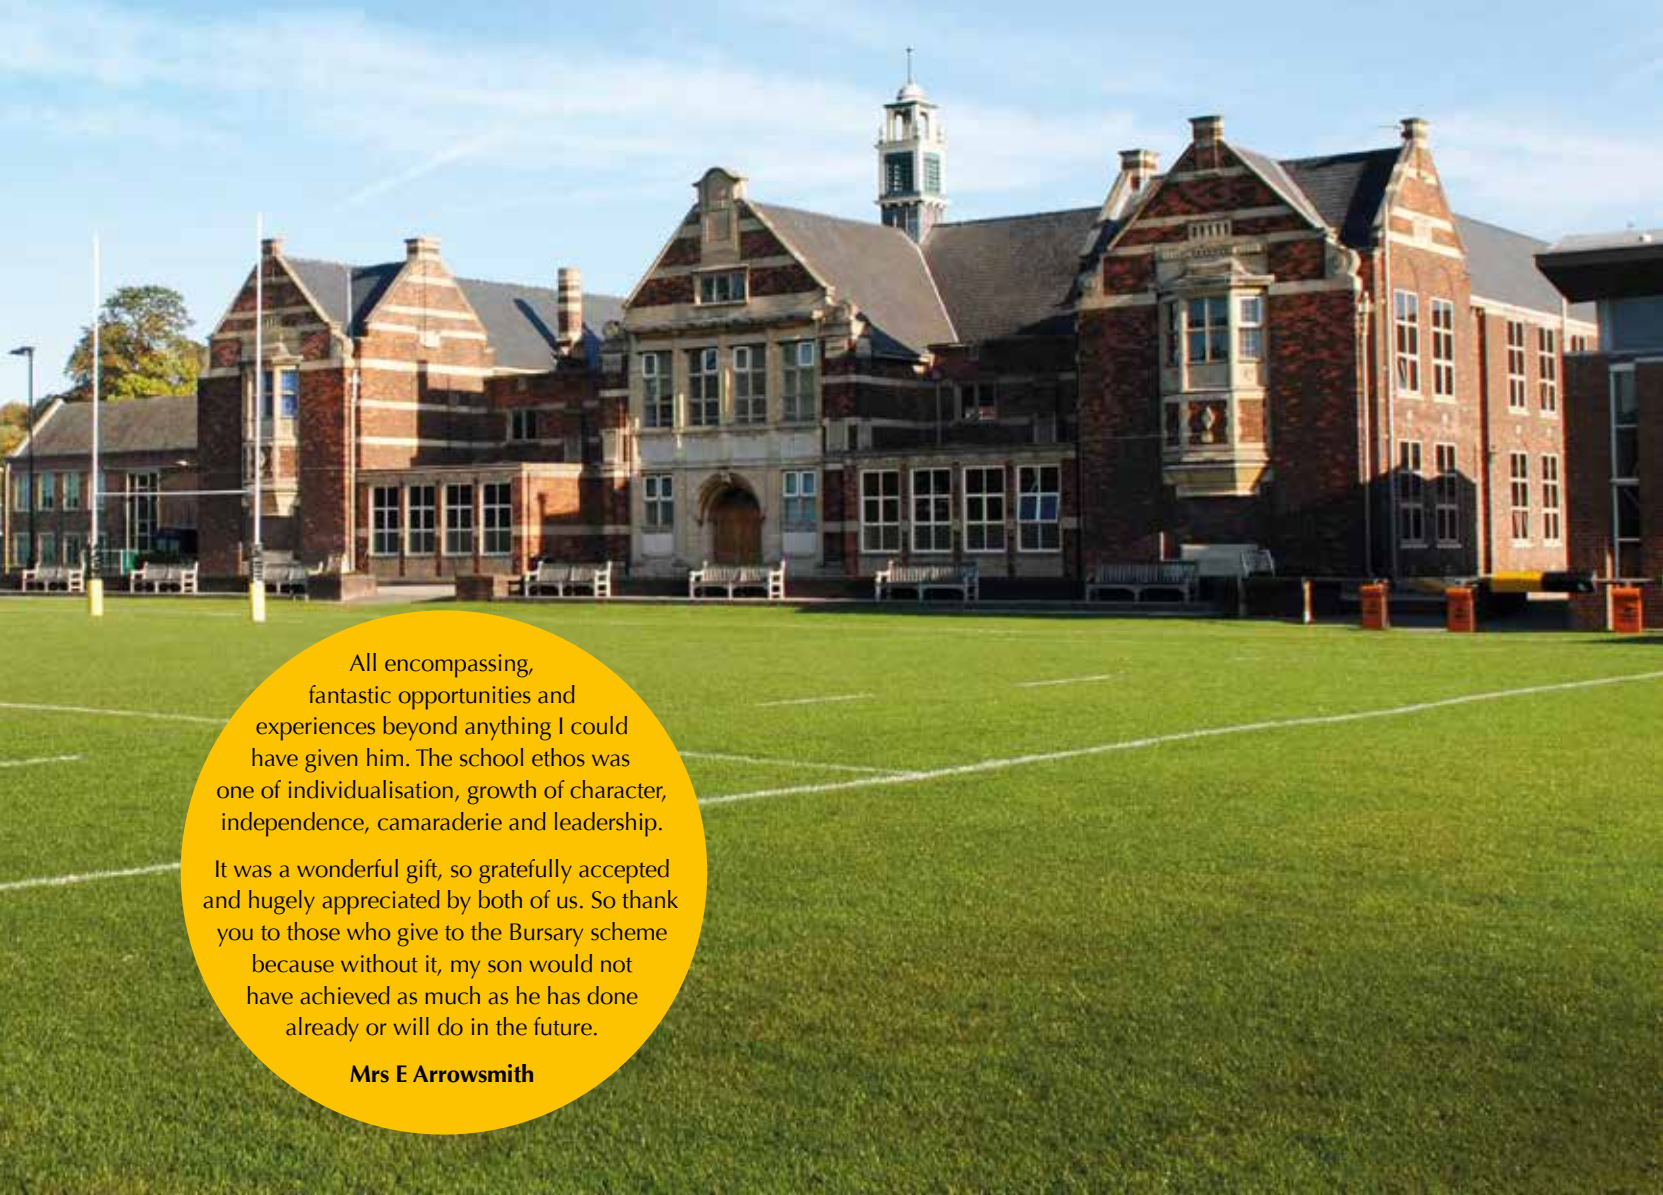 All encompassing,
fantastic opportunities and
experiences beyond anything I could
have given him. The school ethos was
one of individualisation, growth of character,
independence, camaraderie and leadership.
It was a wonderful gift, so gratefully accepted
and hugely appreciated by both of us. So thank
you to those who give to the Bursary scheme
because without it, my son would not
have achieved as much as he has done
already or will do in the future.
Mrs E Arrowsmith